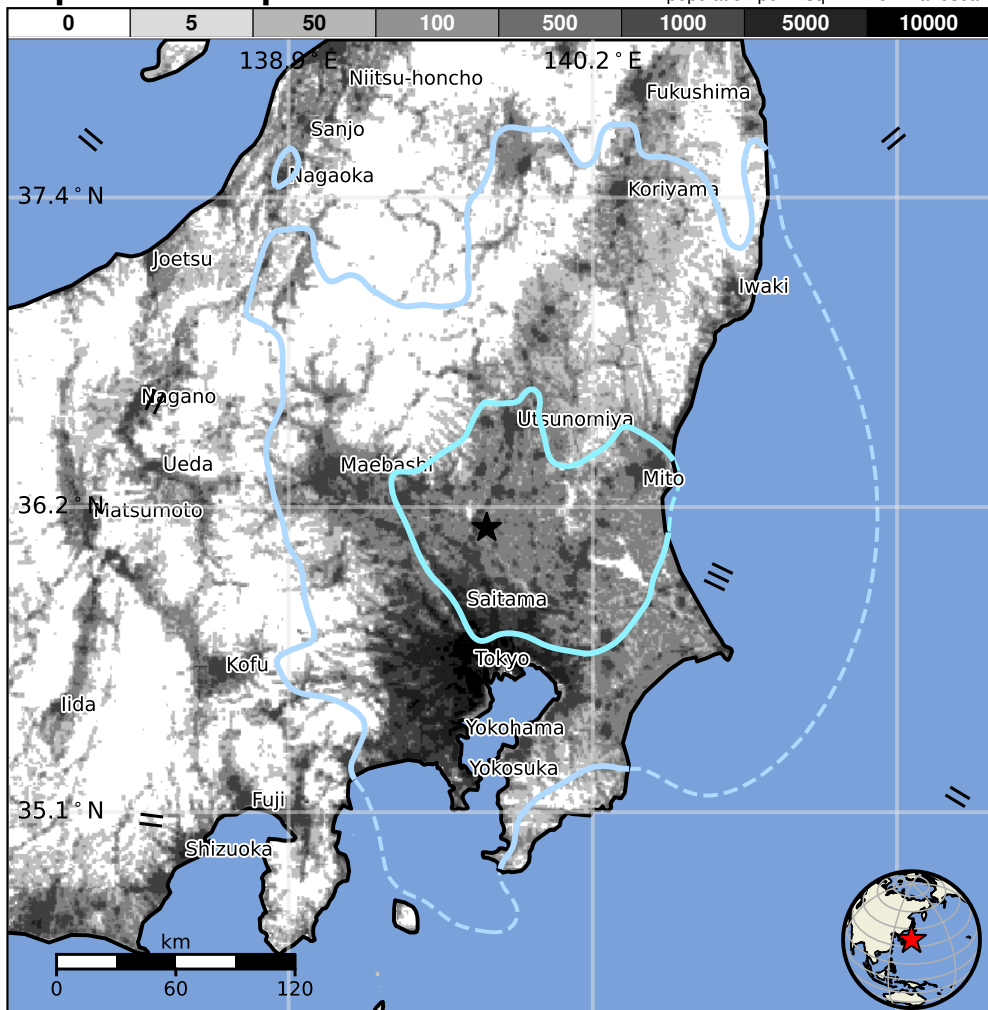 0 5 50 100 500 1000 5000 10000
138.9°E 140.2°E
Niitsu-honcho
Fukushima
Sanjo
Nagaoka
Koriyama
37.4°N
Joetsu
Iwaki
Nagano
Utsunomiya
Ueda
Maebashi
Mito
36.2°N
Matsumoto
Saitama
Tokyo
Kofu
Iida
Yokohama
Yokosuka
Fuji
35.1°N
Shizuoka
km
0 60 120